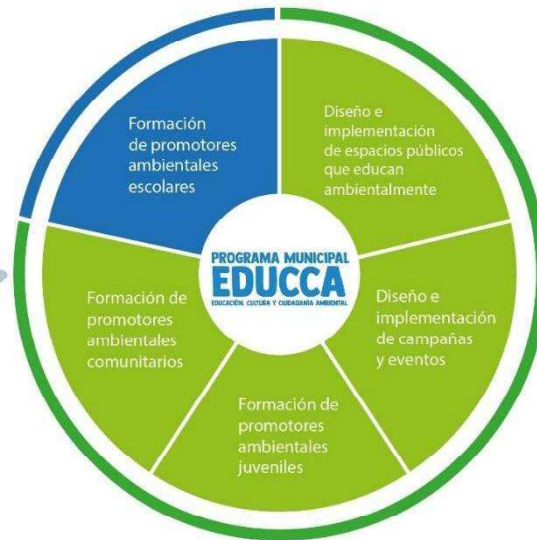 Formación
de promotores
ambientales
escolares
Diseño e
implementación
de espacios públicos
que educan
ambientalmente
PROGRAMA MUNICIPAL
EDUCCA
EDUCACIÓN, CULTURA Y CIUDADANÍA AMBIENTAL
Formación de
promotores
ambientales
comunitarios
Diseño e
implementación
de campañas
y eventos
Formación de
promotores
ambientales
juveniles